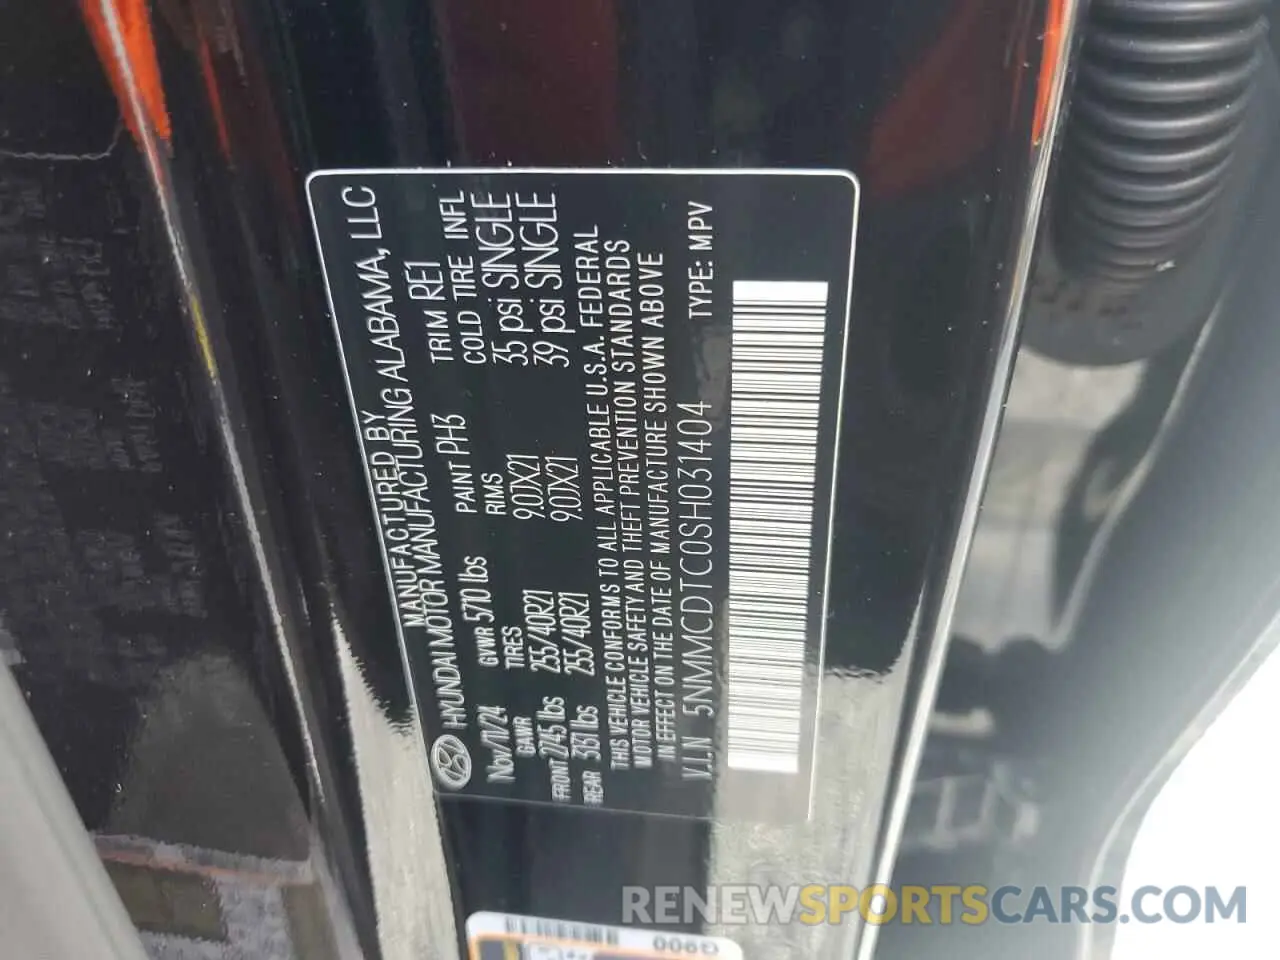 MANUFACTURED BY
HYUNDAI MOTOR MANUFACTURING ALABAMA, LLC
Nov/11/24 GVWR 5710 lbs PAINT PH3 TRIM RE1
GAWR TIRES RIMS COLD TIRE INFL
FRONT 2745 lbs 255/40R21 9.0JX21 35 psi SINGLE
REAR 3131 lbs 255/40R21 9.0JX21 39 psi SINGLE
THIS VEHICLE CONFORMS TO ALL APPLICABLE U.S.A. FEDERAL
MOTOR VEHICLE SAFETY AND THEFT PREVENTION STANDARDS
IN EFFECT ON THE DATE OF MANUFACTURE SHOWN ABOVE
V.I.N 5NMMCDTC0SH031404 TYPE: MPV
G900
RENEWSPORTSCARS.COM